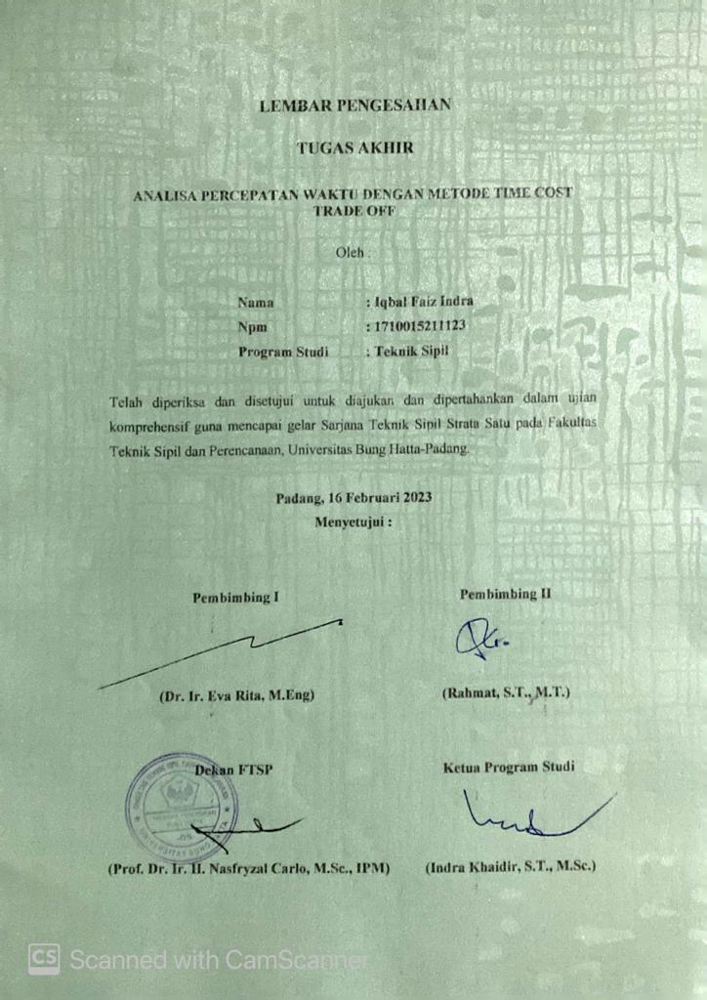 LEMBAR PENGESAHAN
TUGAS AKHIR
ANALISA PERCEPATAN WAKTU DENGAN METODE TIME COST
TRADE OFF
Oleh :
Nama : Iqbal Faiz Indra
Npm : 1710015211123
Program Studi : Teknik Sipil
Telah diperiksa dan disetujui untuk diajukan dan dipertahankan dalam ujian
komprehensif guna mencapai gelar Sarjana Teknik Sipil Strata Satu pada Fakultas
Teknik Sipil dan Perencanaan, Universitas Bung Hatta-Padang.
Padang, 16 Februari 2023
Menyetujui :
Pembimbing I Pembimbing II
(Dr. Ir. Eva Rita, M.Eng) (Rahmat, S.T., M.T.)
Dekan FTSP Ketua Program Studi
UNIVERSITAS BUNG
(Prof. Dr. Ir. H. Nasfryzal Carlo, M.Sc., IPM) (Indra Khaidir, S.T., M.Sc.)
CS Scanned with CamScanner